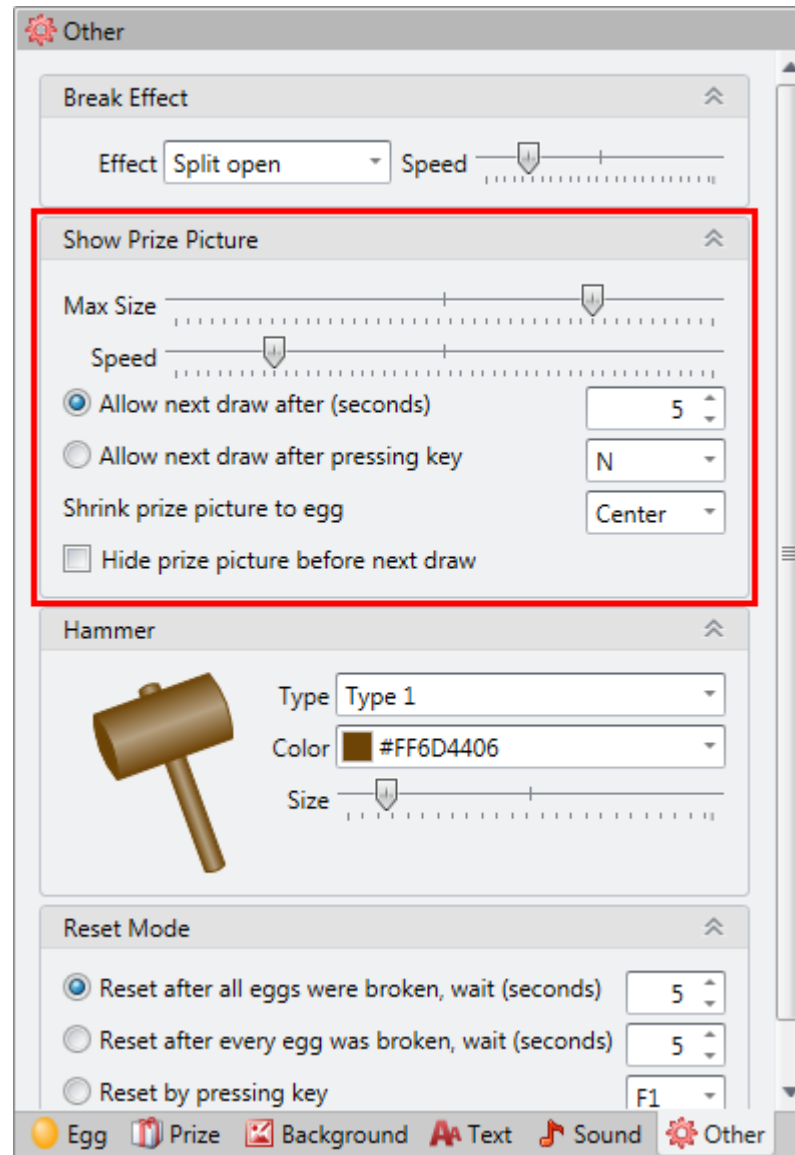 Other
Break Effect
Effect Split open Speed
Show Prize Picture
Max Size
Speed
Allow next draw after (seconds) 5
Allow next draw after pressing key N
Shrink prize picture to egg Center
Hide prize picture before next draw
Hammer
Type Type 1
Color #FF6D4406
Size
Reset Mode
Reset after all eggs were broken, wait (seconds) 5
Reset after every egg was broken, wait (seconds) 5
Reset by pressing key F1
Egg Prize Background Text Sound Other